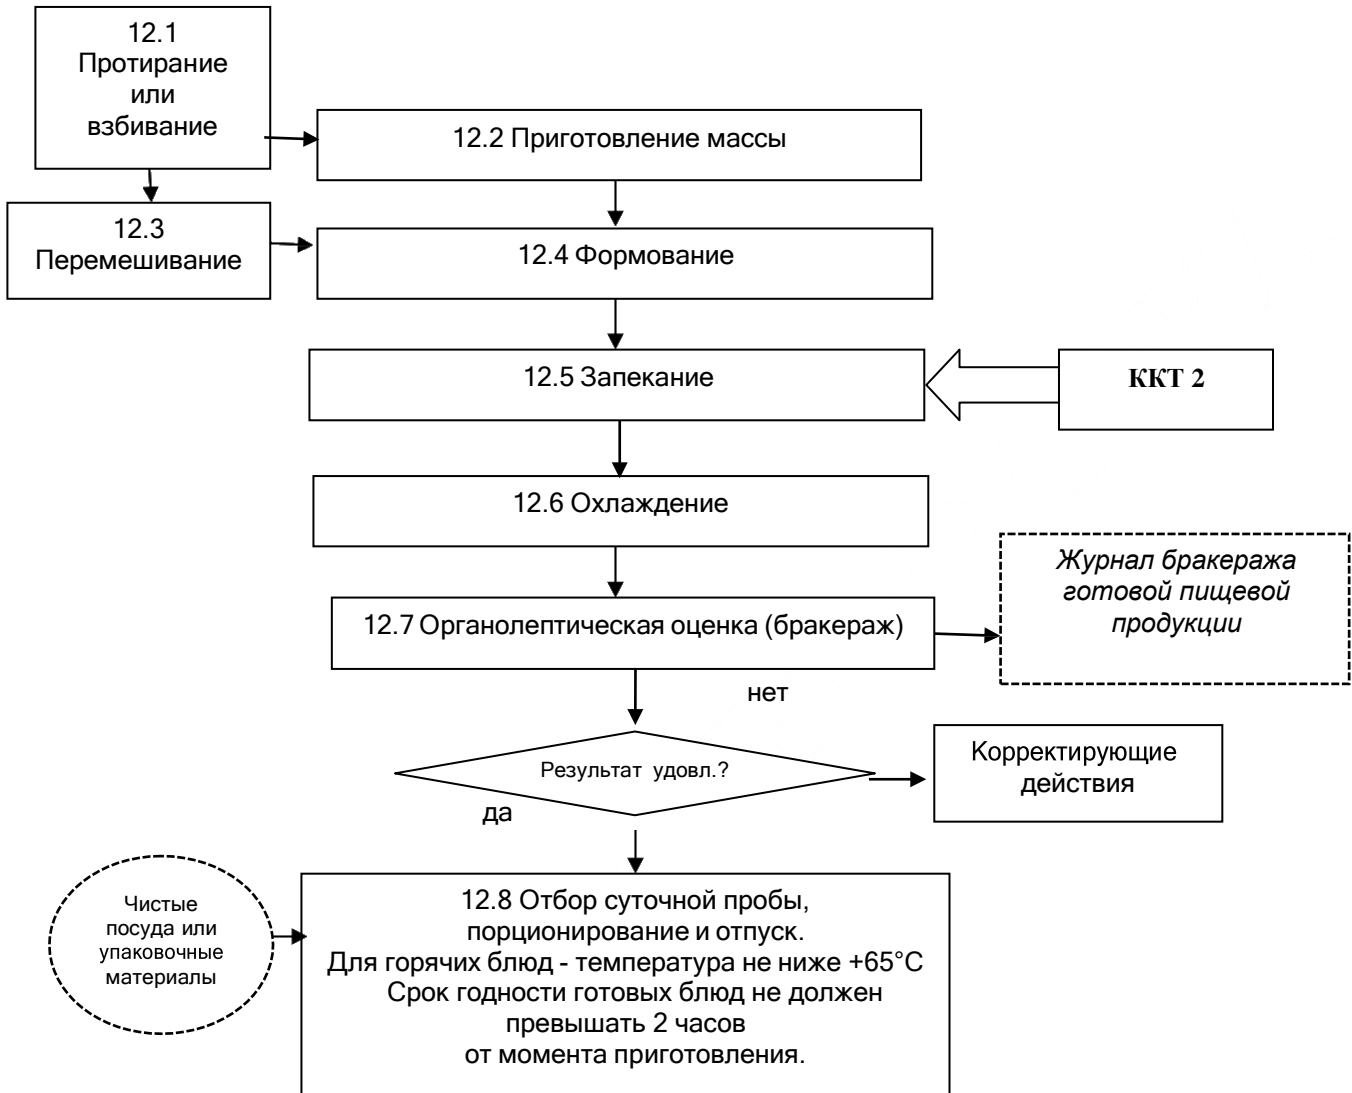 12.1
Протирание
или
взбивание
12.2 Приготовление массы
12.3
Перемешивание
12.4 Формование
12.5 Запекание
ККТ 2
12.6 Охлаждение
Журнал бракеража
готовой пищевой
продукции
12.7 Органолептическая оценка (бракераж)
нет
Результат удовл.?
Корректирующие
действия
да
Чистые
посуда или
упаковочные
материалы
12.8 Отбор суточной пробы,
порционирование и отпуск.
Для горячих блюд - температура не ниже +65°С
Срок годности готовых блюд не должен
превышать 2 часов
от момента приготовления.